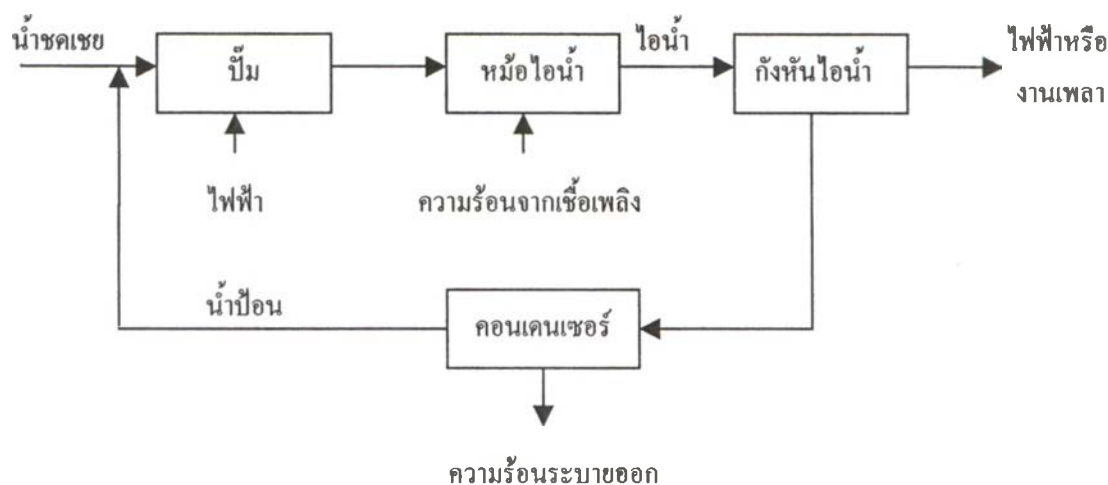 น้ำชดเชย
ปั๊ม
หม้อไอน้ำ
ไอน้ำ
กังหันไอน้ำ
ไฟฟ้าหรือ
งานเพลา
ไฟฟ้า
ความร้อนจากเชื้อเพลิง
น้ำป้อน
คอนเดนเซอร์
ความร้อนระบายออก